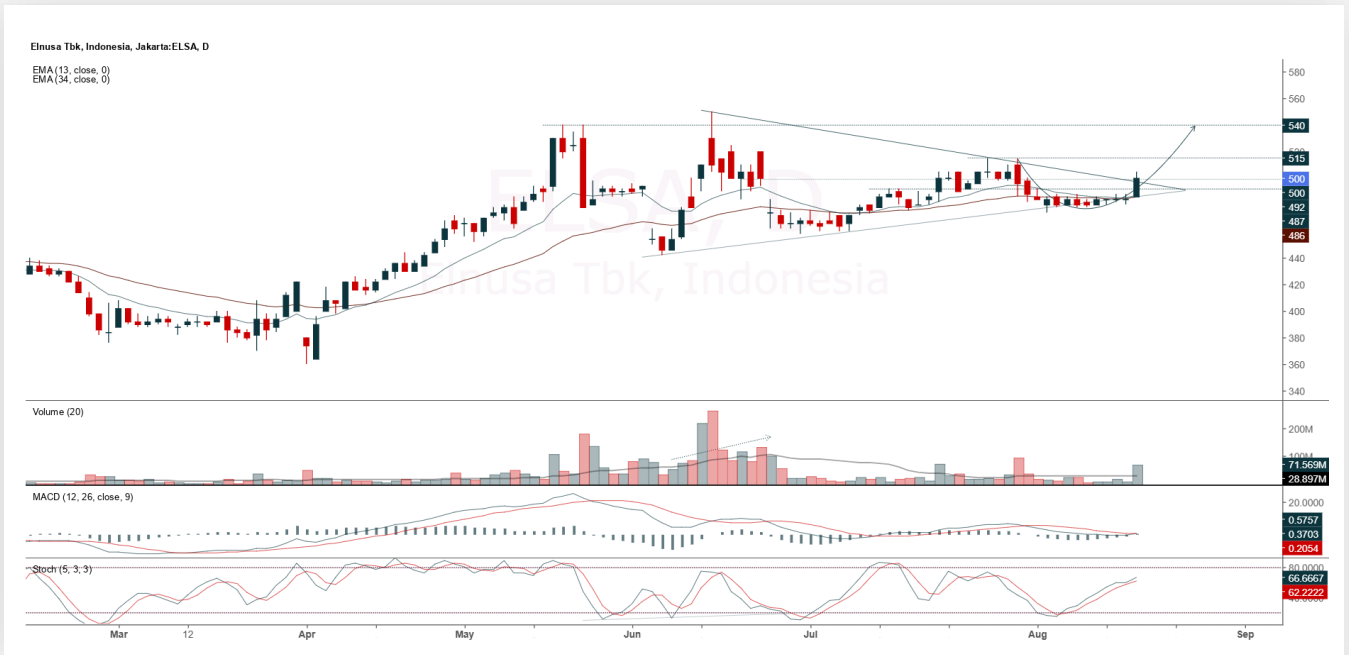 Elnusa Tbk, Indonesia, Jakarta:ELSA, D
EMA (13, close, 0)
EMA (34, close, 0)
ELSA, D
Elnusa Tbk, Indonesia
580
560
540
515
500
500
492
487
486
440
420
400
380
360
340
Volume (20)
200M
71.569M
28.897M
MACD (12, 26, close, 9)
20.0000
0.5757
0.3703
0.2054
Stoch (5, 3, 3)
80.0000
66.6667
62.2222
Mar 12 Apr May Jun Jul Aug Sep